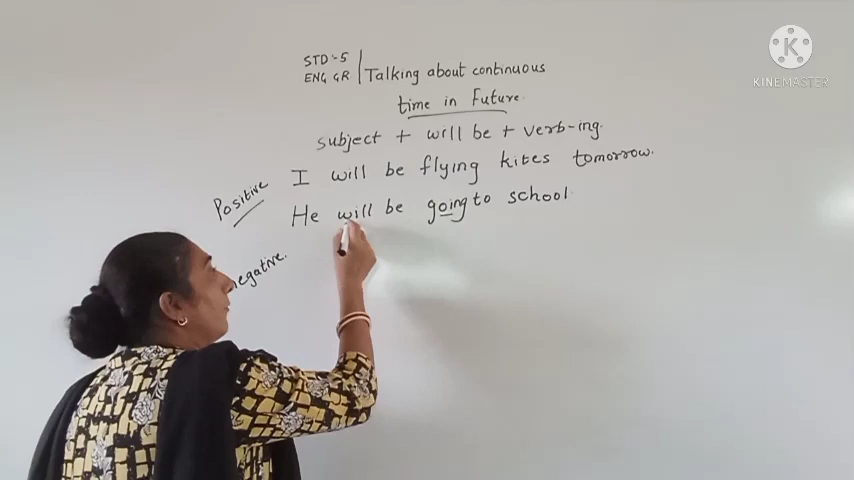 STD:-5
ENG GR
Talking about continuous
time in future.
subject + will be + verb-ing.
Positive
I will be flying kites tomorrow.
He will be going to school.
negative.
K
KINEMASTER